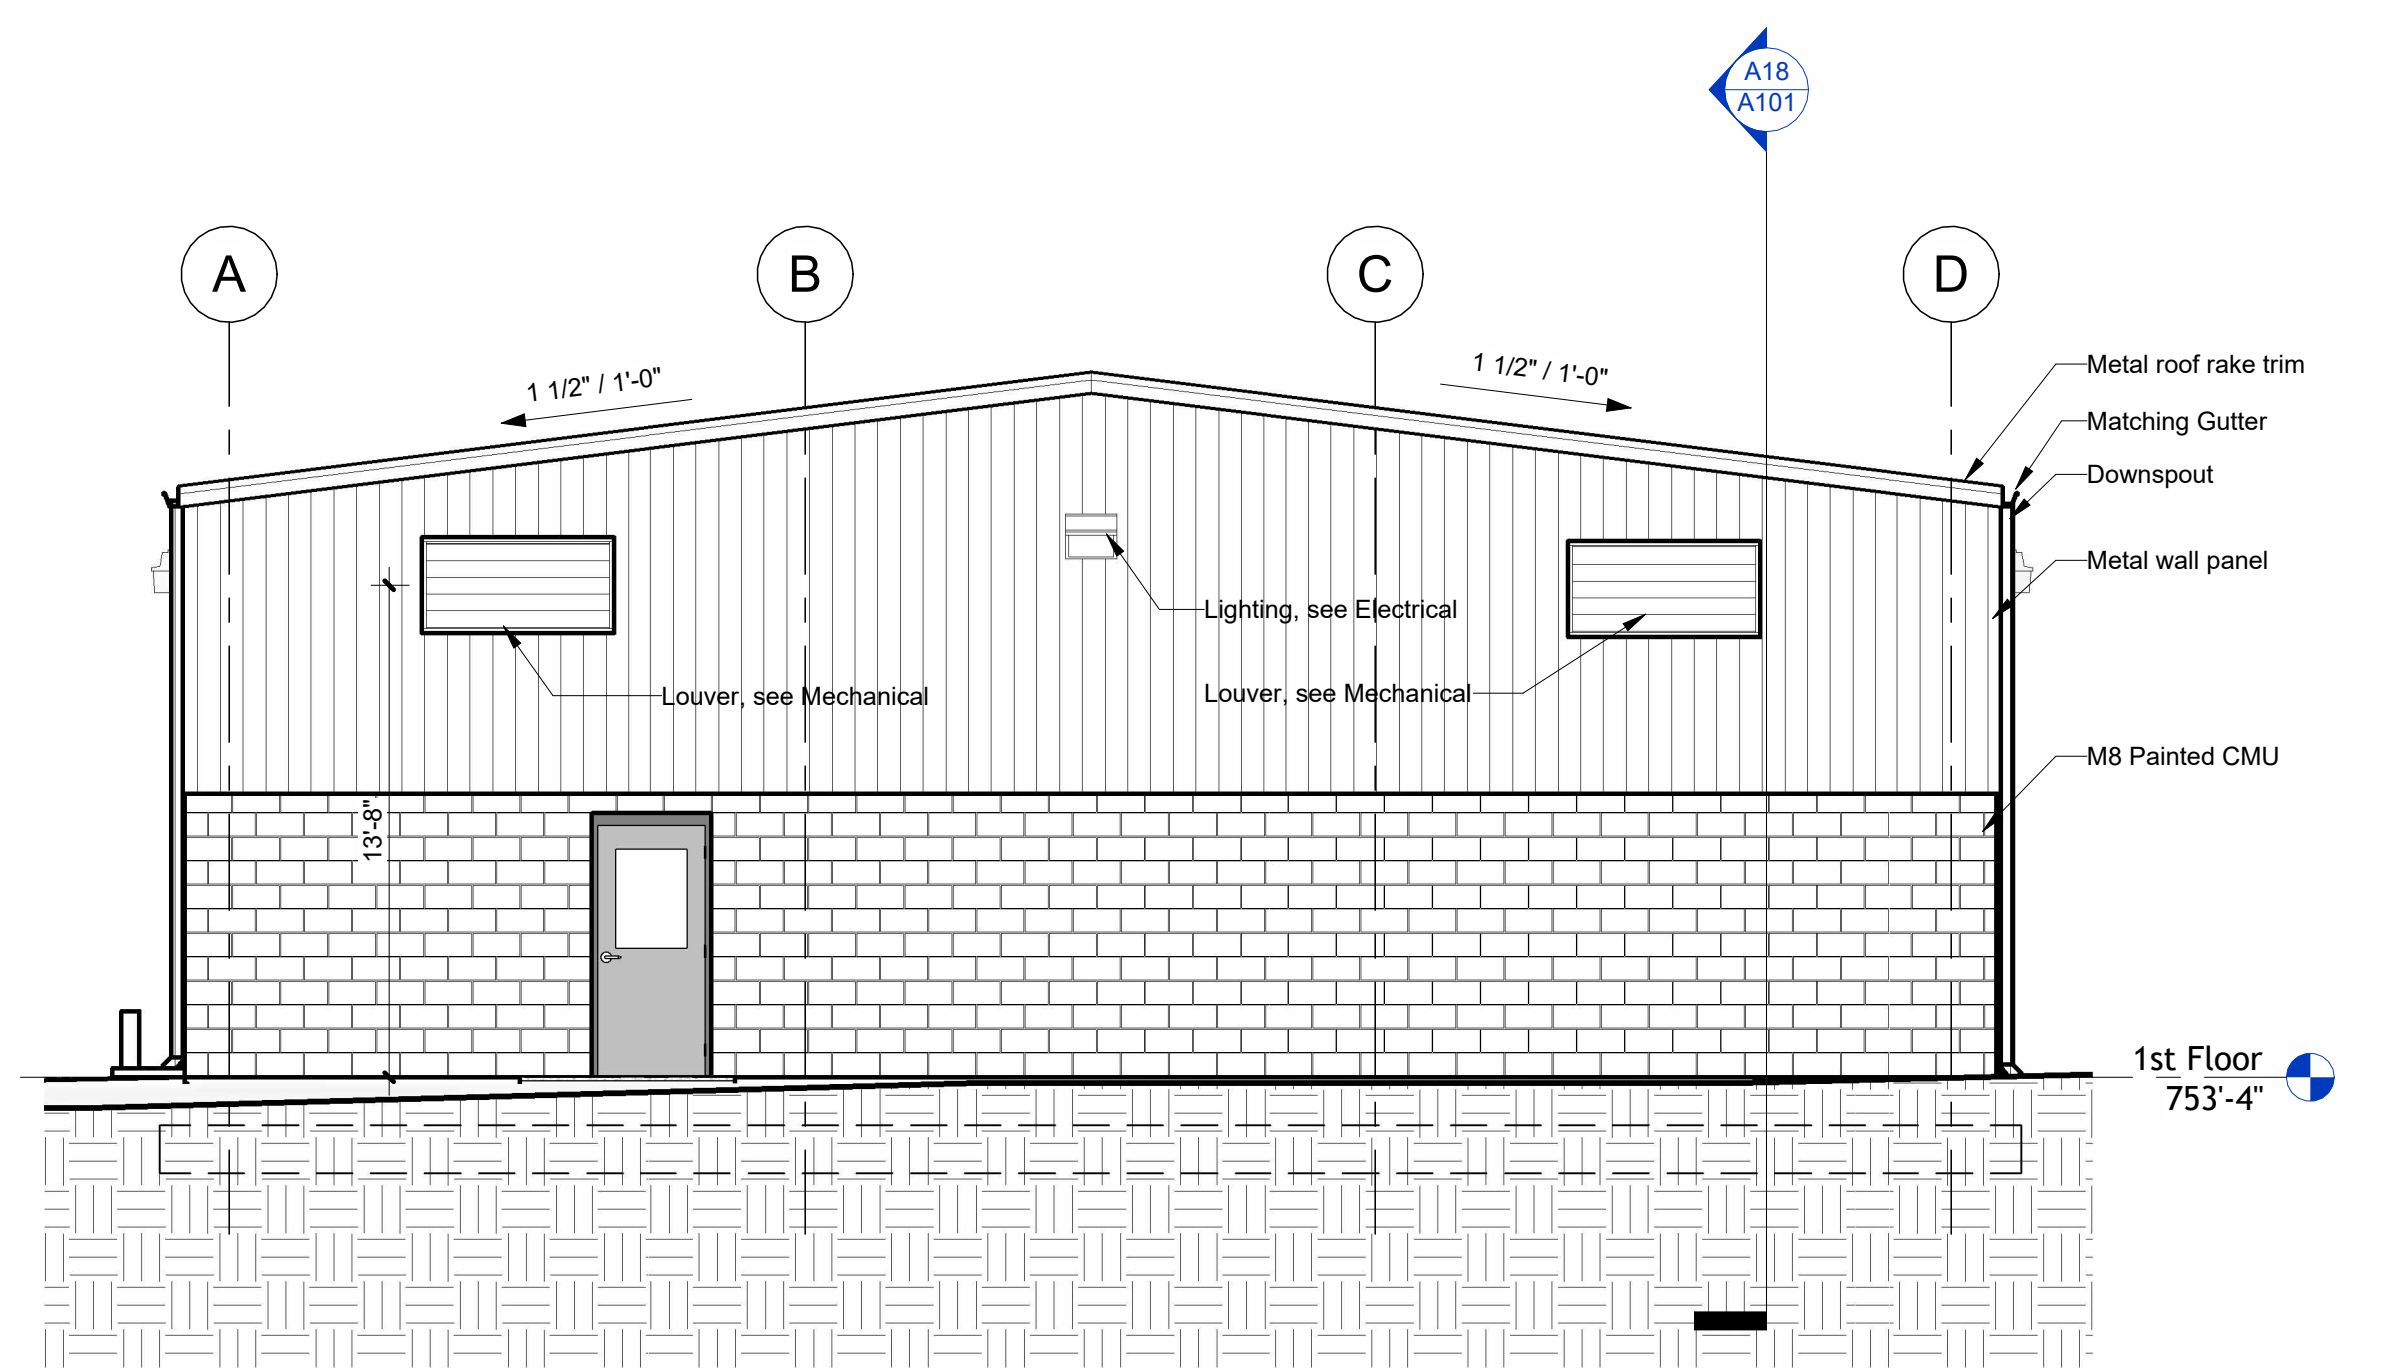 A18
A101
A
B
C
D
1 1/2" / 1'-0"
1 1/2" / 1'-0"
Metal roof rake trim
Matching Gutter
Downspout
Metal wall panel
Lighting, see Electrical
Louver, see Mechanical
Louver, see Mechanical
M8 Painted CMU
13'-8"
1st Floor
753'-4"